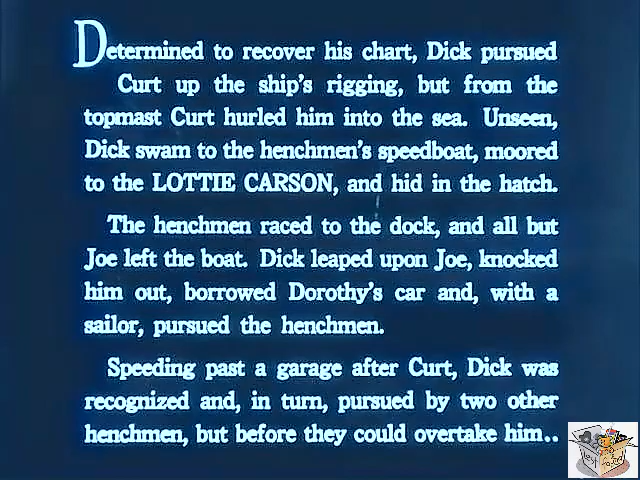 Determined to recover his chart, Dick pursued
Curt up the ship's rigging, but from the
topmast Curt hurled him into the sea. Unseen,
Dick swam to the henchmen's speedboat, moored
to the LOTTIE CARSON, and hid in the hatch.
The henchmen raced to the dock, and all but
Joe left the boat. Dick leaped upon Joe, knocked
him out, borrowed Dorothy's car and, with a
sailor, pursued the henchmen.
Speeding past a garage after Curt, Dick was
recognized and, in turn, pursued by two other
henchmen, but before they could overtake him..